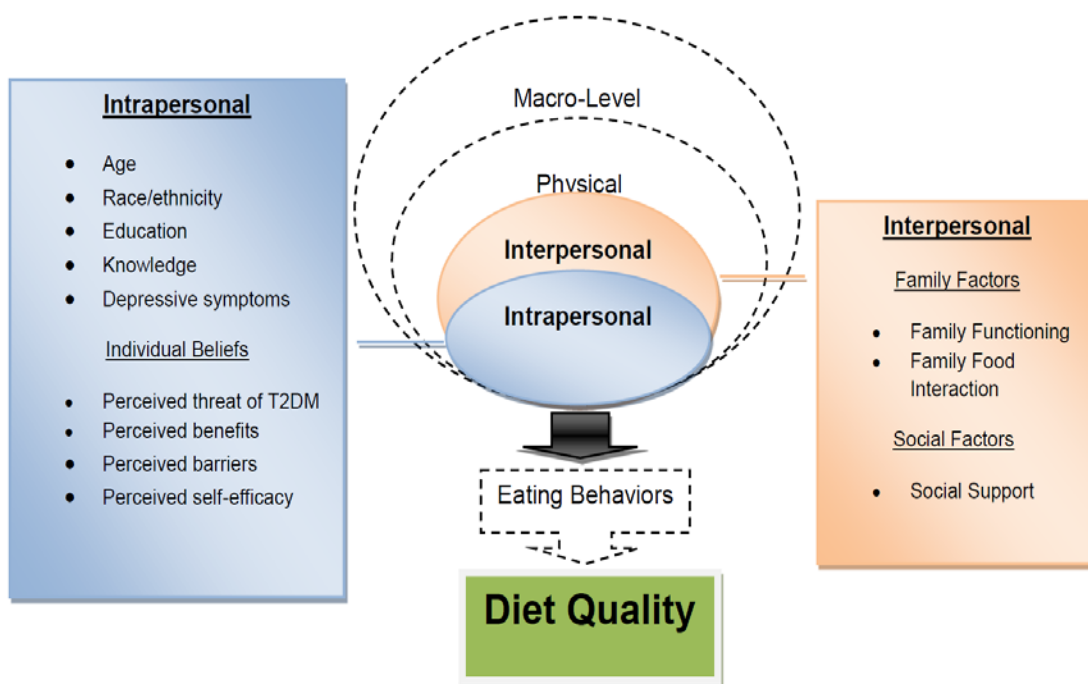 Intrapersonal
• Age
• Race/ethnicity
• Education
• Knowledge
• Depressive symptoms
Individual Beliefs
• Perceived threat of T2DM
• Perceived benefits
• Perceived barriers
• Perceived self-efficacy
Macro-Level
Physical
Interpersonal
Intrapersonal
Eating Behaviors
Diet Quality
Interpersonal
Family Factors
• Family Functioning
• Family Food
Interaction
Social Factors
• Social Support